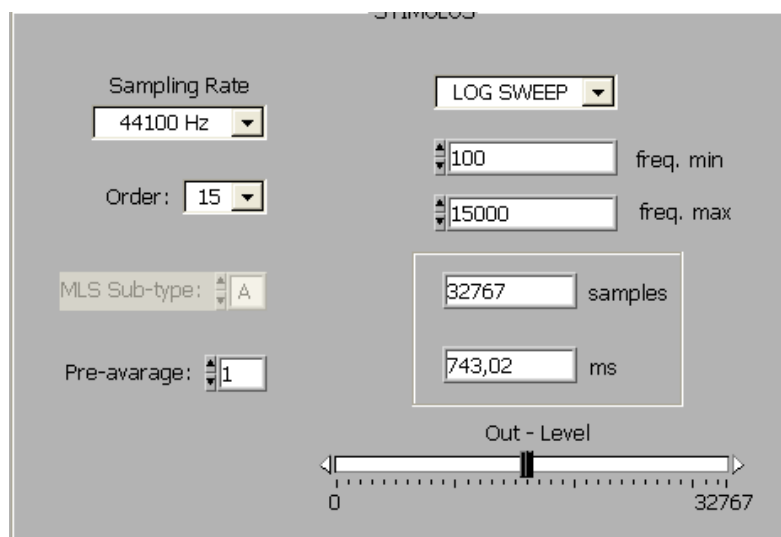 STIMULUS
Sampling Rate
44100 Hz
LOG SWEEP
100 freq. min
Order: 15
15000 freq. max
MLS Sub-type: A
32767 samples
Pre-avarage: 1
743,02 ms
Out - Level
0 32767